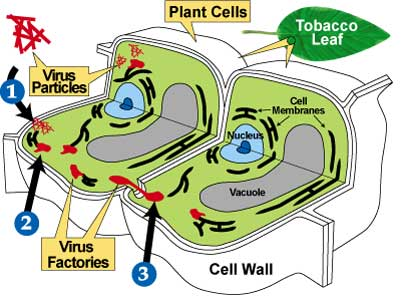 Plant Cells
Tobacco
Leaf
Virus
Particles
1
Cell
Membranes
Nucleus
Vacuole
2
Virus
Factories
3
Cell Wall